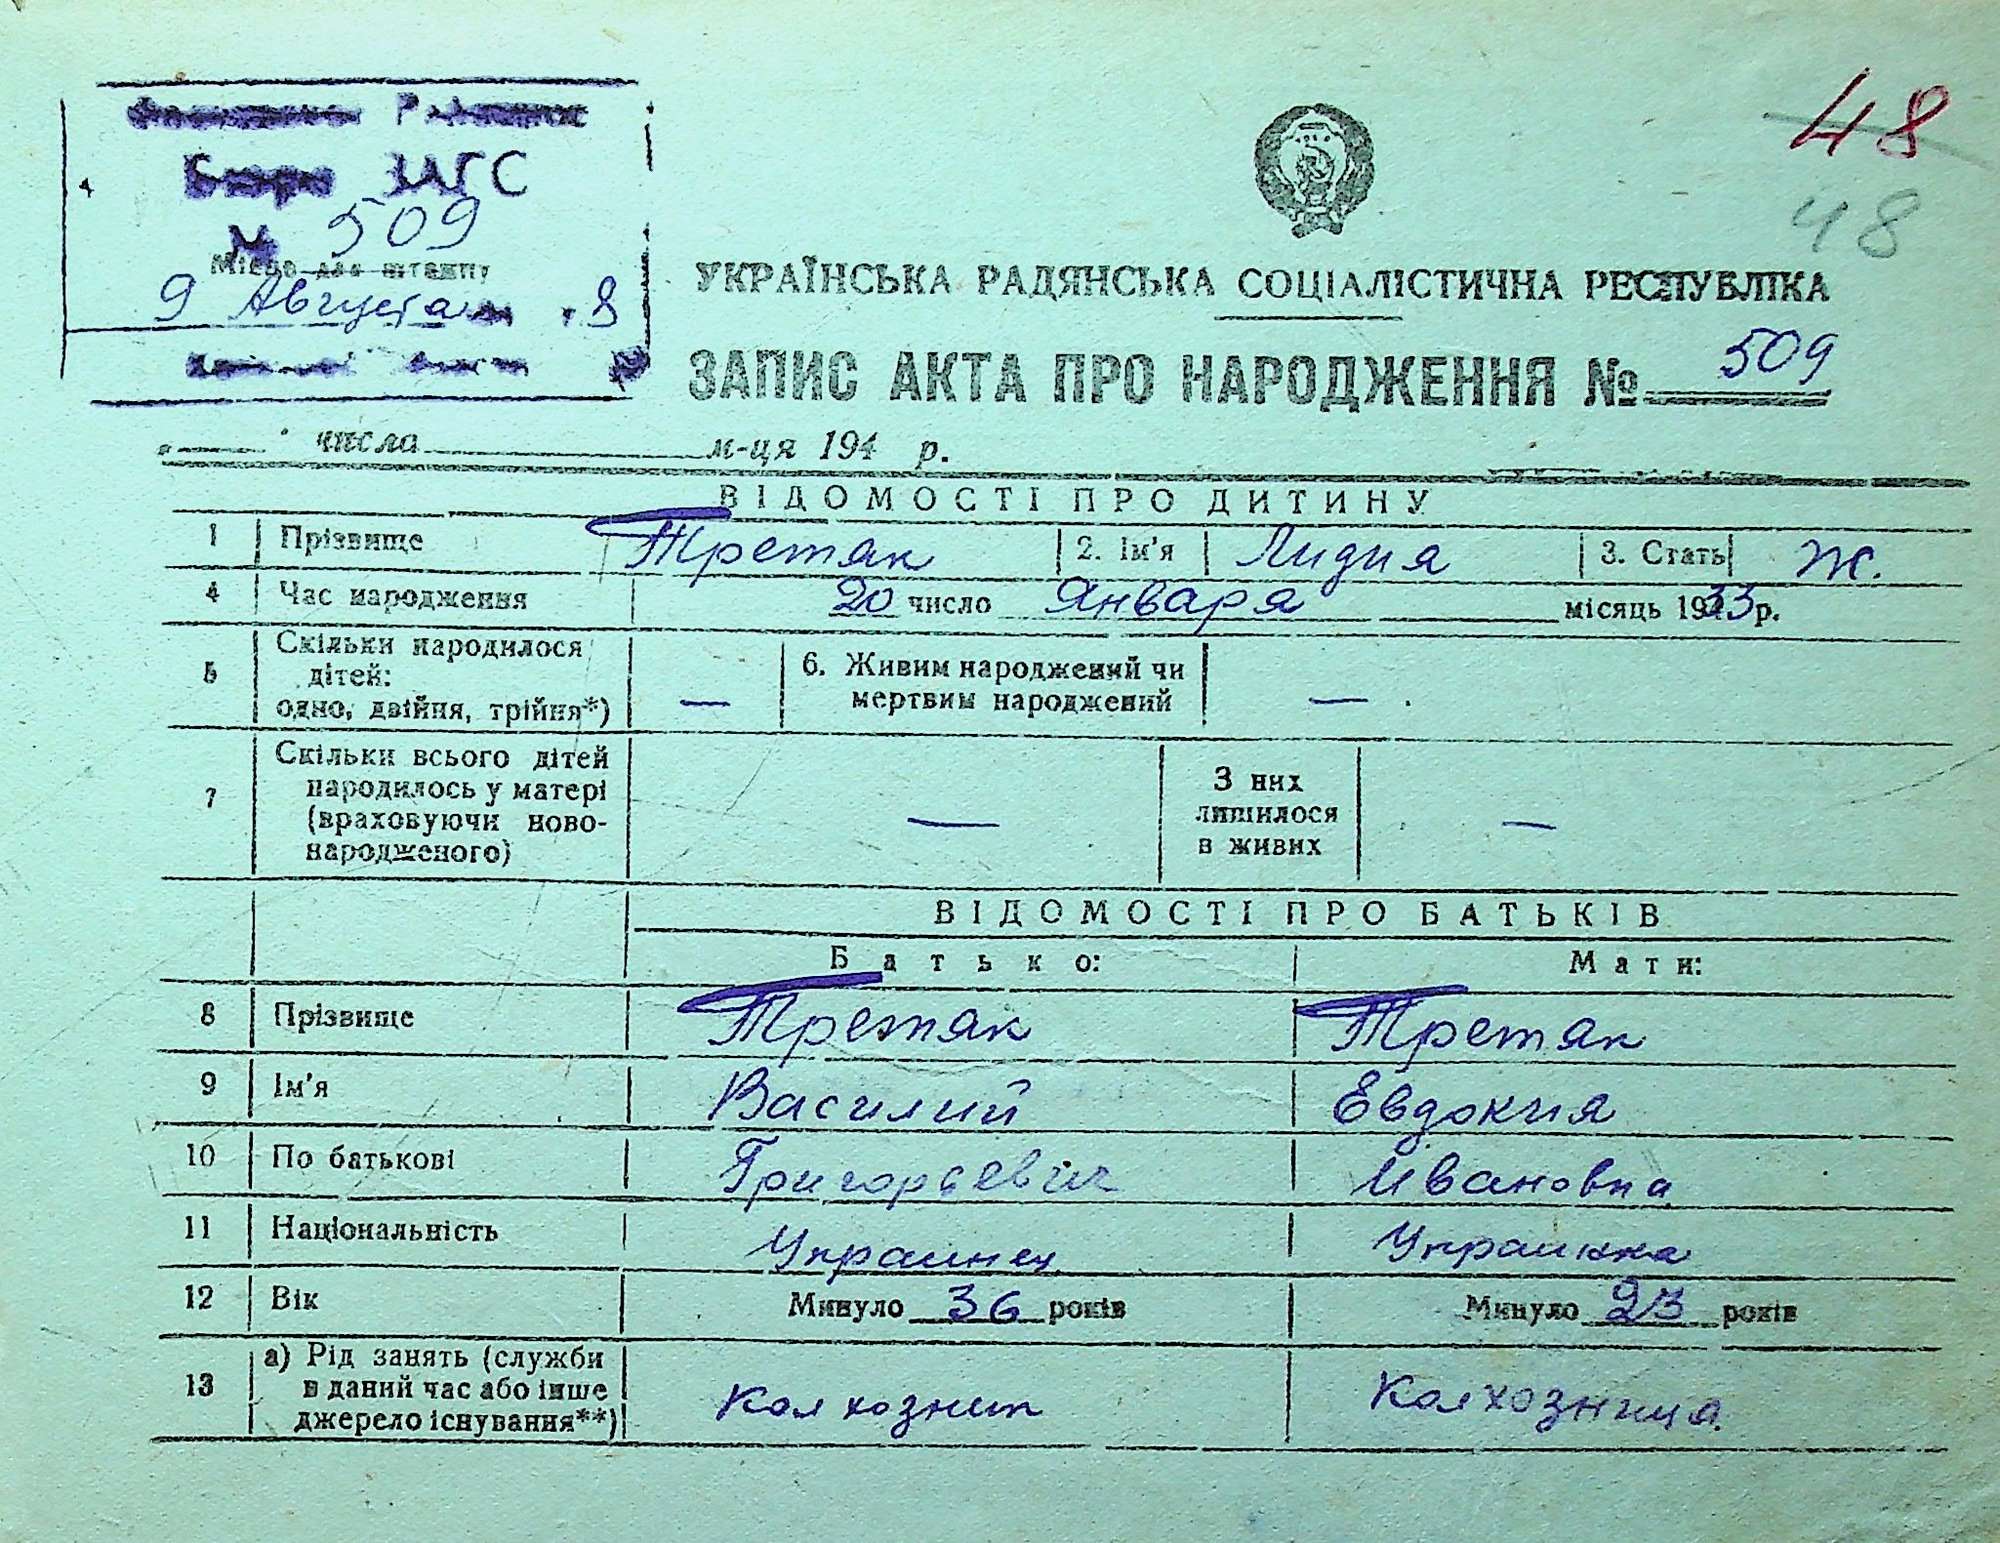 48
48
Бюро ЗАГС
№ 509
Місце для штампу
9 Августа 8
УКРАЇНСЬКА РАДЯНСЬКА СОЦІАЛІСТИЧНА РЕСПУБЛІКА
ЗАПИС АКТА ПРО НАРОДЖЕННЯ № 509
числа м-ця 194 р.
ВІДОМОСТІ ПРО ДИТИНУ
1 Прізвище Третяк 2. Ім'я Лидия 3. Стать Ж.
4 Час народження 20 число Января місяць 1933 р.
5 Скільки народилося
дітей:
одно, двійня, трійня*) —
6. Живим народжений чи
мертвим народжений —
7 Скільки всього дітей
народилось у матері
(враховуючи ново-
народженого) —
З них
лишилося
в живих —
ВІДОМОСТІ ПРО БАТЬКІВ
Батько: Мати:
8 Прізвище Третяк Третяк
9 Ім'я Василий Евдокия
10 По батькові Григорьевич Ивановна
11 Національність Украинец Украинка
12 Вік Минуло 36 років Минуло 23 років
13 а) Рід занять (служби
в даний час або інше
джерело існування**) Колхозник Колхозница